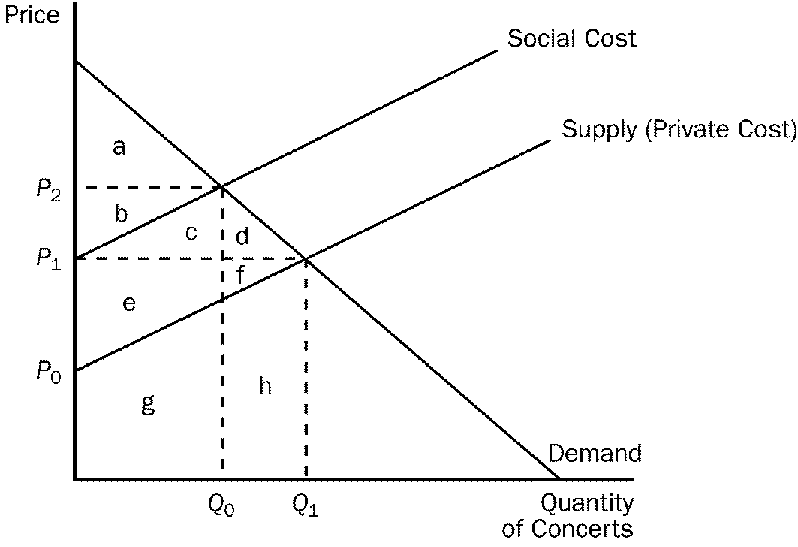 Price
Social Cost
Supply (Private Cost)
a
P2
b
c
d
P1
f
e
P0
h
g
Demand
Q0
Q1
Quantity
of Concerts